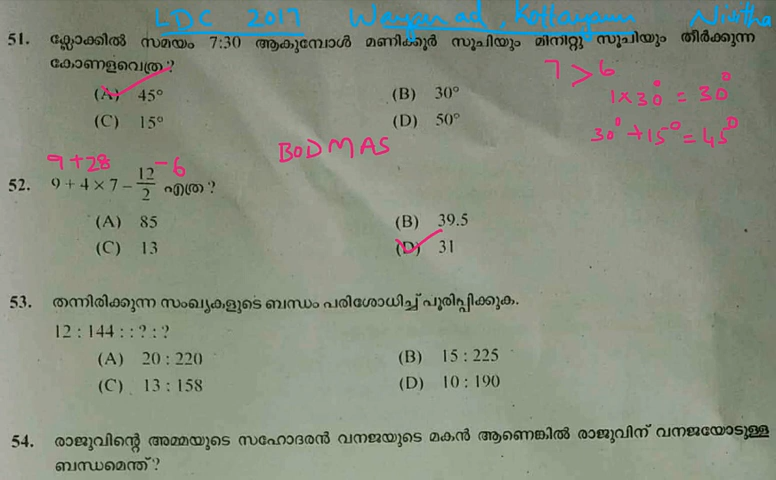 LDC 2017 Wayanad, Kottayam Nisitha
51. ക്ലോക്കിൽ സമയം 7:30 ആകുമ്പോൾ മണിക്കൂർ സൂചിയും മിനിറ്റു സൂചിയും തീർക്കുന്ന
കോണളവെത്ര?
7 > 6
(A) 45° (B) 30°
1 x 30° = 30°
(C) 15° (D) 50°
30° + 15° = 45°
BODMAS
9 + 28 - 6
52. 9 + 4 × 7 − 12/2 എത്ര?
(A) 85 (B) 39.5
(C) 13 (D) 31
53. തന്നിരിക്കുന്ന സംഖ്യകളുടെ ബന്ധം പരിശോധിച്ച് പൂരിപ്പിക്കുക.
12 : 144 : : ? : ?
(A) 20 : 220 (B) 15 : 225
(C) 13 : 158 (D) 10 : 190
54. രാജുവിന്റെ അമ്മയുടെ സഹോദരൻ വനജയുടെ മകൻ ആണെങ്കിൽ രാജുവിന് വനജയോടുള്ള
ബന്ധമെന്ത്?